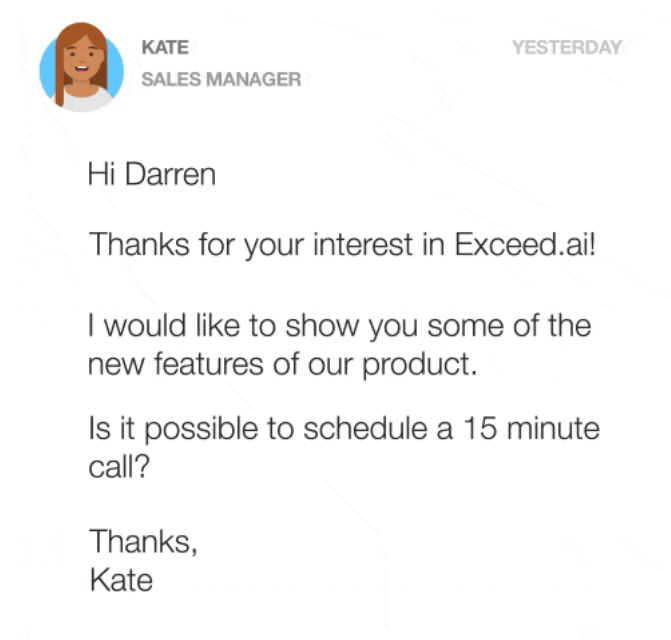 KATE
YESTERDAY
SALES MANAGER
Hi Darren
Thanks for your interest in Exceed.ai!
I would like to show you some of the
new features of our product.
Is it possible to schedule a 15 minute
call?
Thanks,
Kate